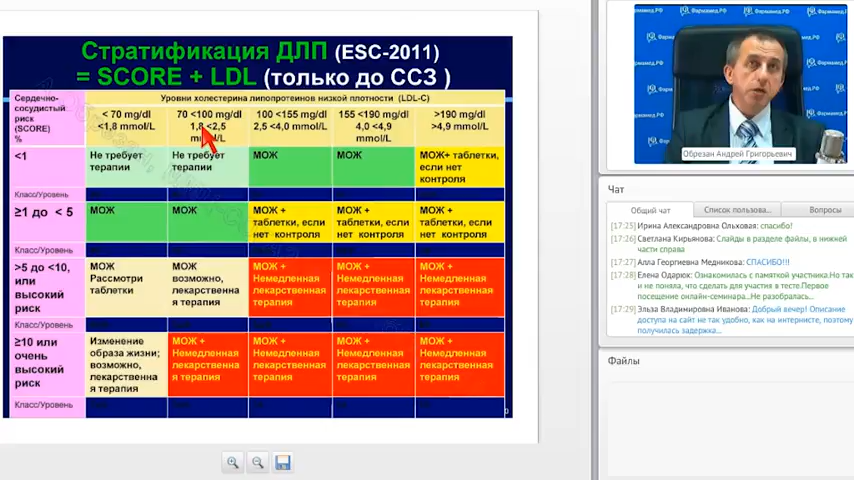 Стратификация ДЛП (ESC-2011)
= SCORE + LDL (только до ССЗ )
Сердечно-
сосудистый
риск
(SCORE)
%
Уровни холестерина липопротеинов низкой плотности (LDL-C)
< 70 mg/dl
<1,8 mmol/L
70 <100 mg/dl
<2,5
100 <155 mg/dl
2,5 <4,0 mmol/L
155 <190 mg/dl
4,0 <4,9
mmol/L
>190 mg/dl
>4,9 mmol/L
<1
Не требует
терапии
Не требует
терапии
МОЖ
МОЖ
МОЖ+ таблетки,
если нет
контроля
Класс/Уровень
≥1 до < 5
МОЖ
МОЖ
МОЖ +
таблетки, если
нет контроля
МОЖ +
таблетки, если
нет контроля
МОЖ +
таблетки, если
нет контроля
Класс/Уровень
>5 до <10,
или
высокий
риск
МОЖ
Рассмотри
таблетки
МОЖ
возможно,
лекарственна
я терапия
МОЖ +
Немедленная
лекарственная
терапия
МОЖ +
Немедленная
лекарственная
терапия
МОЖ +
Немедленная
лекарственная
терапия
Класс/Уровень
≥10 или
очень
высокий
риск
Изменение
образа жизни;
возможно,
лекарственна
я терапия
МОЖ +
Немедленная
лекарственная
терапия
МОЖ +
Немедленная
лекарственная
терапия
МОЖ +
Немедленная
лекарственная
терапия
МОЖ +
Немедленная
лекарственная
терапия
Класс/Уровень
Фармамед.РФ
Фармамед.РФ
Фармамед.РФ
Обрезан Андрей Григорьевич
Чат
Общий чат
Список пользова...
Вопросы
[17:25] Ирина Александровна Ольховая: спасибо!
[17:26] Светлана Кирьянова: Слайды в разделе файлы, в нижней
части справа
[17:27] Алла Георгиевна Медникова: СПАСИБО!!!
[17:28] Елена Одарюк: Ознакомилась с памяткой участника.Но так
и не поняла, что сделать для участия в тесте.Первое
посещение онлайн-семинара...Не разобралась...
[17:29] Эльза Владимировна Иванова: Добрый вечер! Описание
доступа на сайт не так удобно, как на интернисте, поэтому
получилась задержка...
Файлы